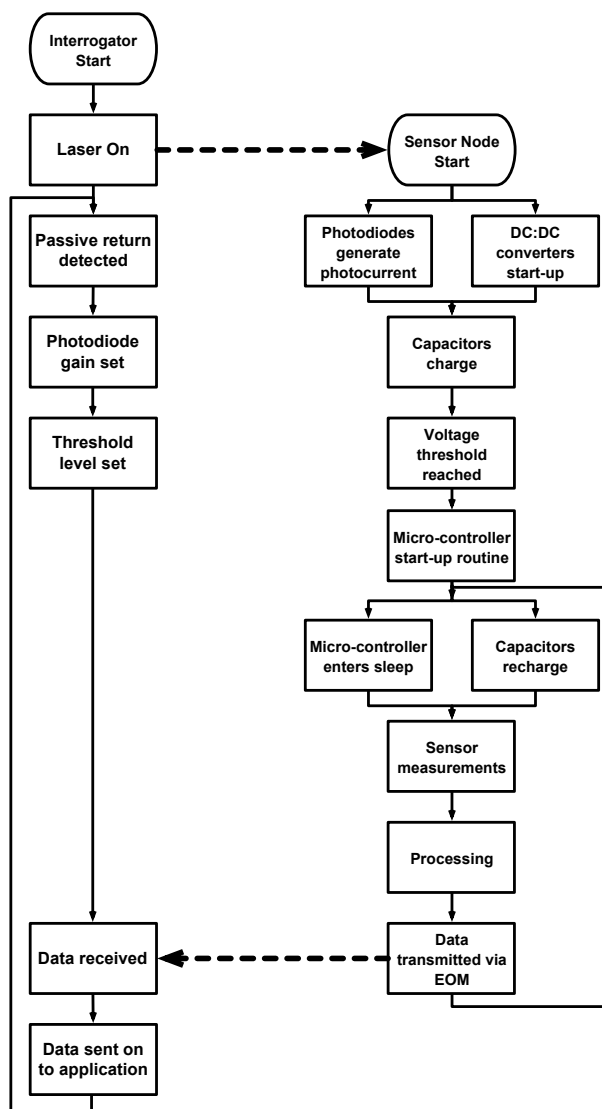 Interrogator
Start
Laser On
Passive return
detected
Photodiode
gain set
Threshold
level set
Data received
Data sent on
to application
Sensor Node
Start
Photodiodes
generate
photocurrent
DC:DC
converters
start-up
Capacitors
charge
Voltage
threshold
reached
Micro-controller
start-up routine
Micro-controller
enters sleep
Capacitors
recharge
Sensor
measurements
Processing
Data
transmitted via
EOM